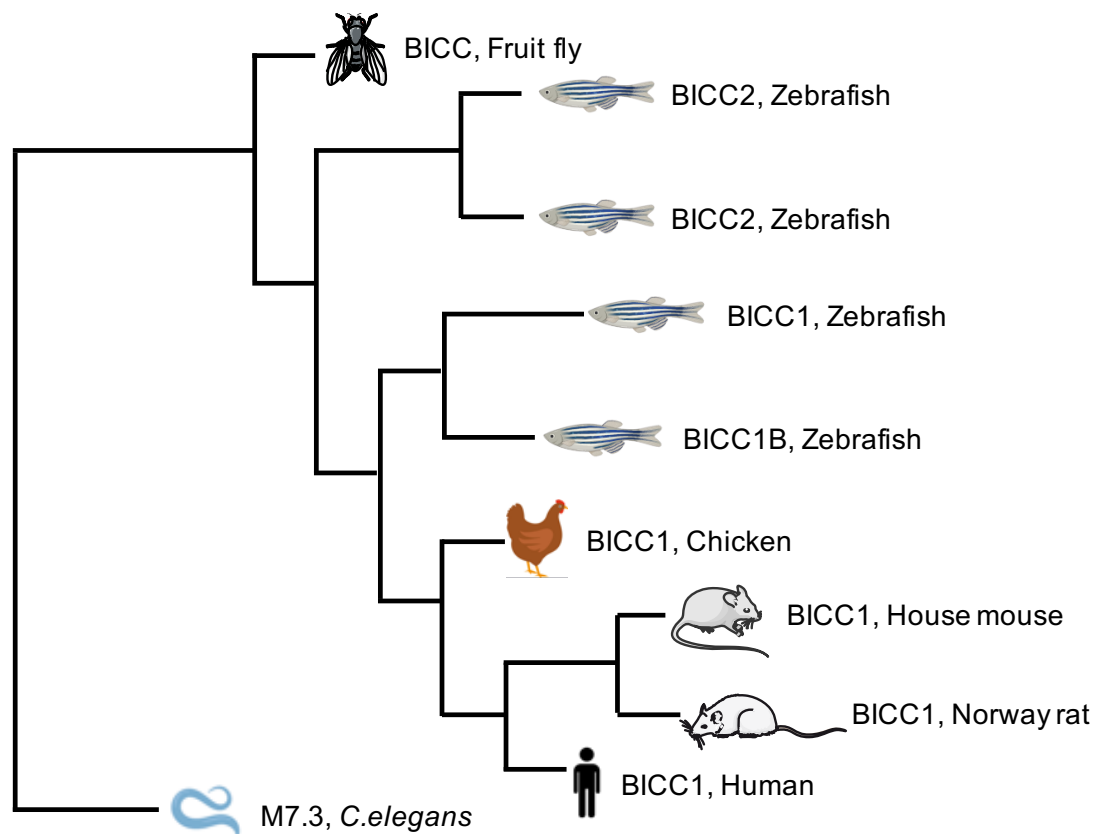 BICC, Fruit fly
BICC2, Zebrafish
BICC2, Zebrafish
BICC1, Zebrafish
BICC1B, Zebrafish
BICC1, Chicken
BICC1, House mouse
BICC1, Norway rat
BICC1, Human
M7.3, C.elegans